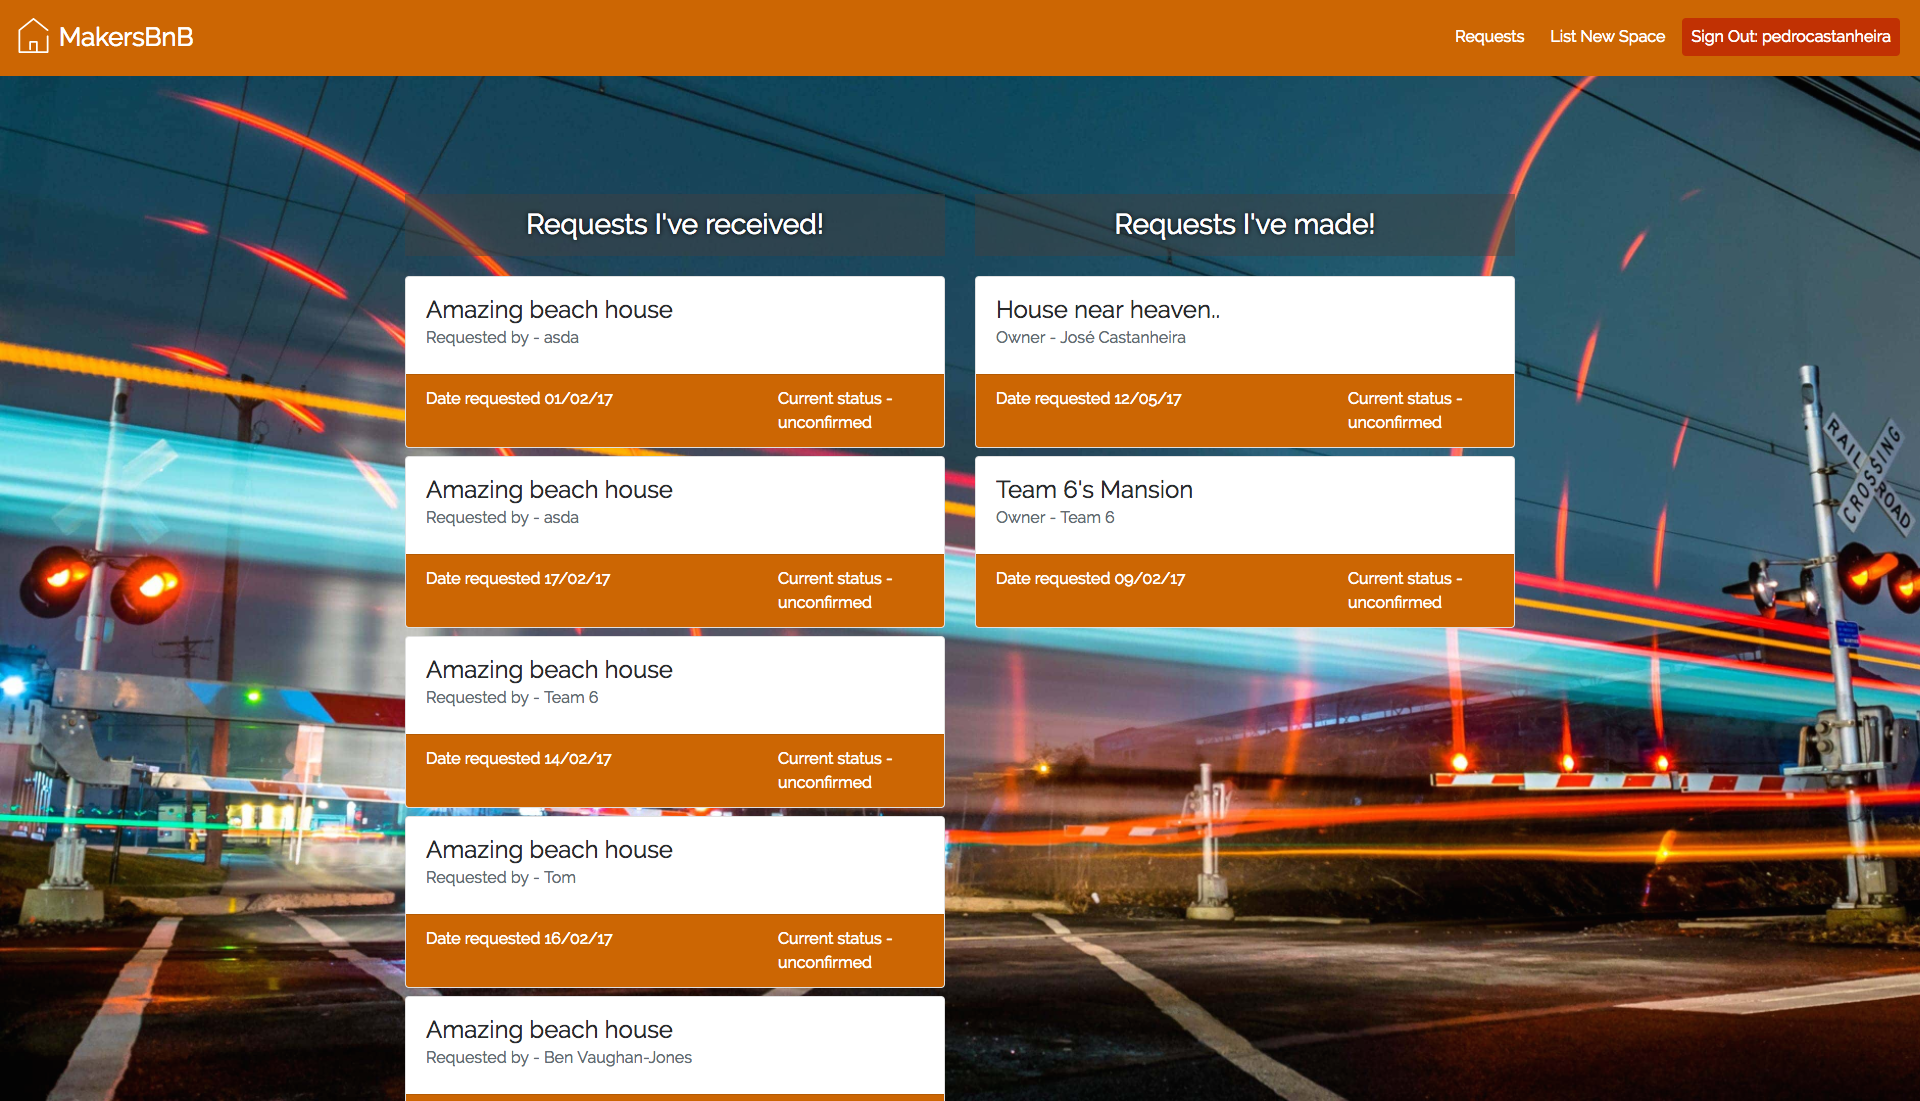 MakersBnB
Requests
List New Space
Sign Out: pedrocastanheira
Requests I've received!
Amazing beach house
Requested by - asda
Date requested 01/02/17
Current status -
unconfirmed
Amazing beach house
Requested by - asda
Date requested 17/02/17
Current status -
unconfirmed
Amazing beach house
Requested by - Team 6
Date requested 14/02/17
Current status -
unconfirmed
Amazing beach house
Requested by - Tom
Date requested 16/02/17
Current status -
unconfirmed
Amazing beach house
Requested by - Ben Vaughan-Jones
Requests I've made!
House near heaven..
Owner - José Castanheira
Date requested 12/05/17
Current status -
unconfirmed
Team 6's Mansion
Owner - Team 6
Date requested 09/02/17
Current status -
unconfirmed
RAILROAD
CROSSING